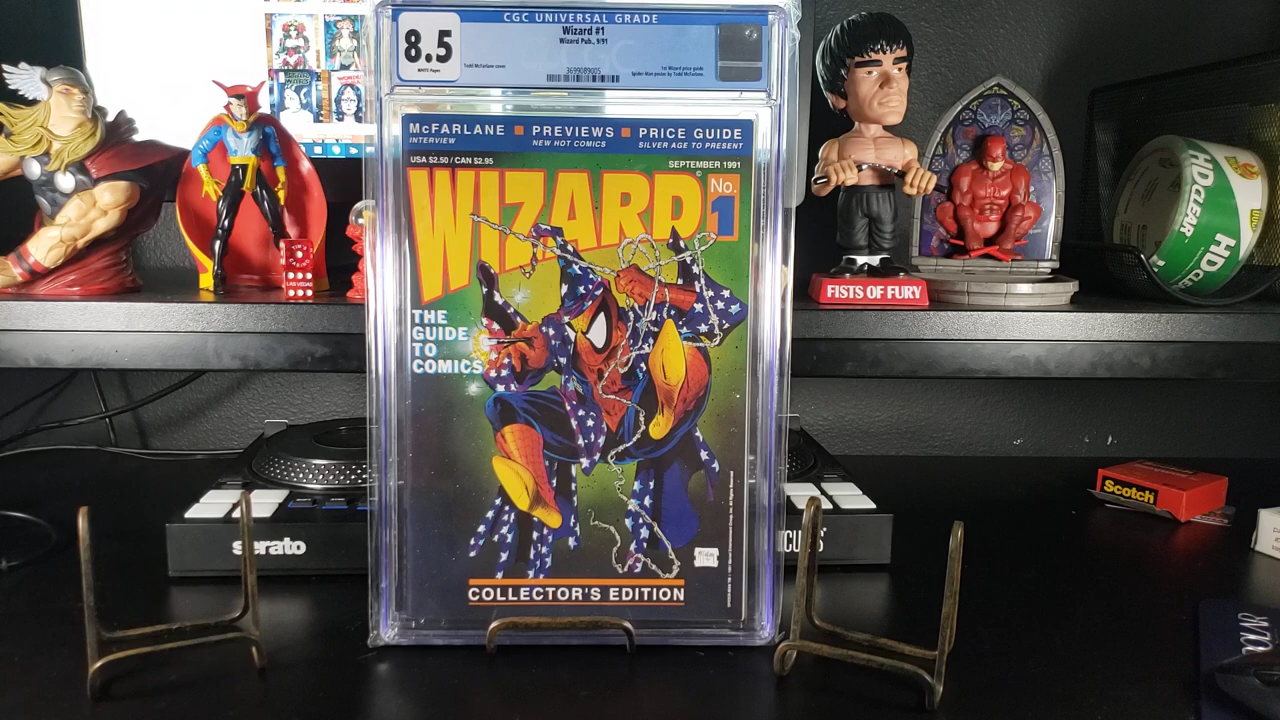 CGC UNIVERSAL GRADE
8.5
WHITE Pages
Wizard #1
Wizard Pub., 9/91
Todd McFarlane cover
3699089005
1st Wizard price guide
Spider-Man poster by Todd McFarlane.
McFARLANE ■ PREVIEWS ■ PRICE GUIDE
INTERVIEW NEW HOT COMICS SILVER AGE TO PRESENT
USA $2.50 / CAN $2.95
SEPTEMBER 1991
WIZARD
©
No.
1
THE
GUIDE
TO
COMICS
COLLECTOR'S EDITION
LAS VEGAS
FISTS OF FURY
HD CLEAR
HD
serato
Scotch